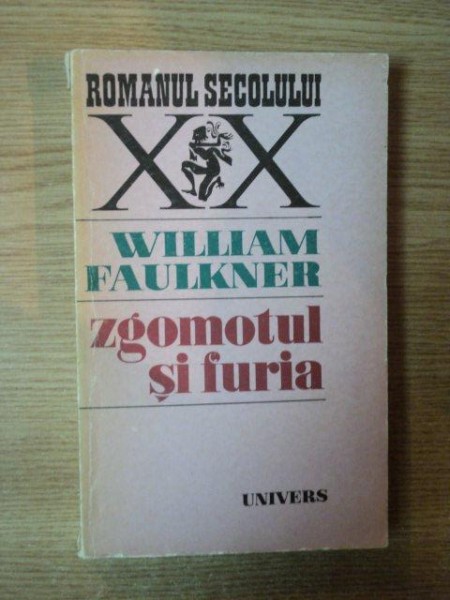 ROMANUL SECOLULUI
XX
WILLIAM
FAULKNER
zgomotul
și furia
UNIVERS